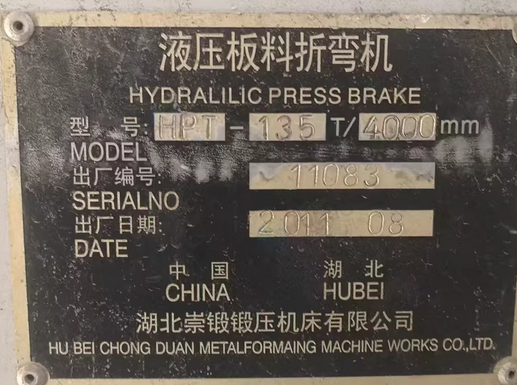 液压板料折弯机
HYDRALILIC PRESS BRAKE
型 号: HPT - 135 T/4000mm
MODEL
出厂编号: 11083
SERIALNO
出厂日期: 2011 08
DATE
中 国 湖 北
CHINA HUBEI
湖北崇锻锻压机床有限公司
HU BEI CHONG DUAN METALFORMAING MACHINE WORKS CO.,LTD.